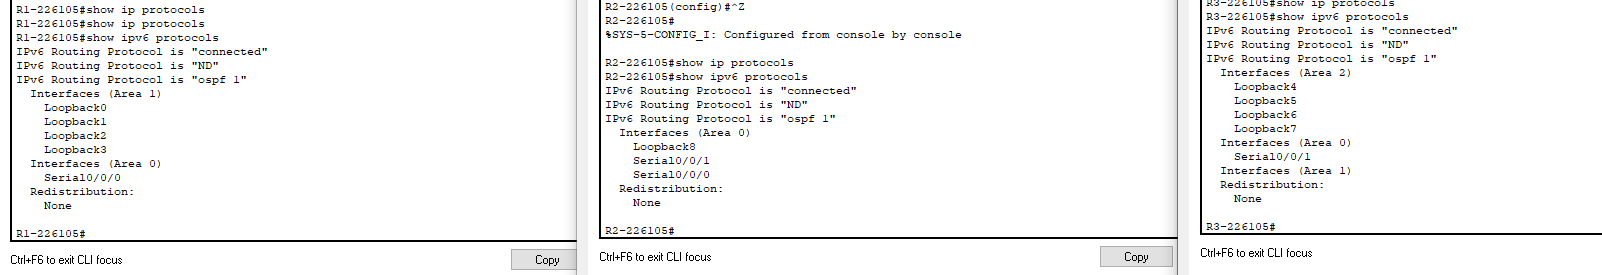 R1-226105#show ip protocols
R1-226105#show ip protocols
R1-226105#show ipv6 protocols
IPv6 Routing Protocol is "connected"
IPv6 Routing Protocol is "ND"
IPv6 Routing Protocol is "ospf 1"
Interfaces (Area 1)
Loopback0
Loopback1
Loopback2
Loopback3
Interfaces (Area 0)
Serial0/0/0
Redistribution:
None
R1-226105#
Ctrl+F6 to exit CLI focus
Copy
R2-226105(config)#^Z
R2-226105#
%SYS-5-CONFIG_I: Configured from console by console
R2-226105#show ip protocols
R2-226105#show ipv6 protocols
IPv6 Routing Protocol is "connected"
IPv6 Routing Protocol is "ND"
IPv6 Routing Protocol is "ospf 1"
Interfaces (Area 0)
Loopback8
Serial0/0/1
Serial0/0/0
Redistribution:
None
R2-226105#
Ctrl+F6 to exit CLI focus
Copy
R3-226105#show ip protocols
R3-226105#show ipv6 protocols
IPv6 Routing Protocol is "connected"
IPv6 Routing Protocol is "ND"
IPv6 Routing Protocol is "ospf 1"
Interfaces (Area 2)
Loopback4
Loopback5
Loopback6
Loopback7
Interfaces (Area 0)
Serial0/0/1
Interfaces (Area 1)
Redistribution:
None
R3-226105#
Ctrl+F6 to exit CLI focus